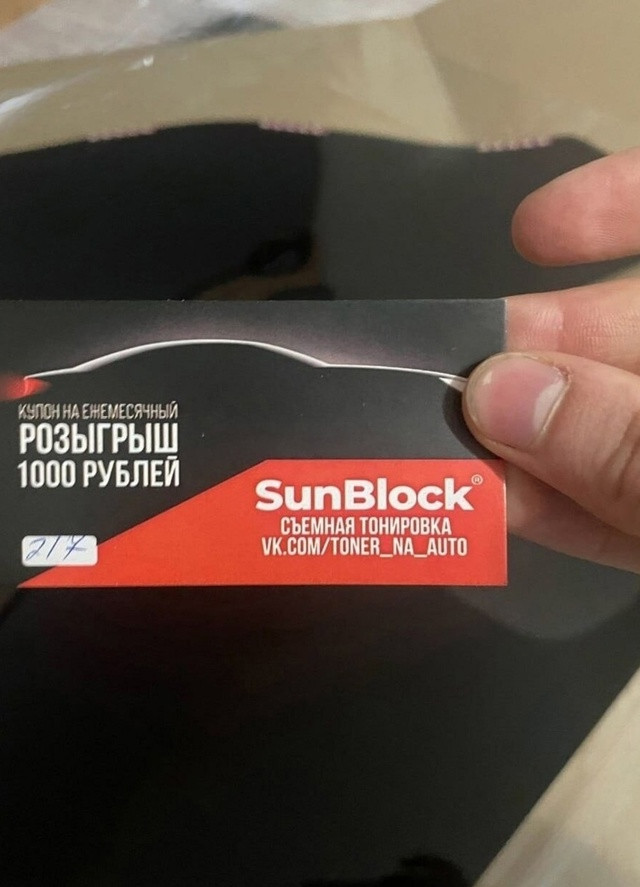 КУПОН НА ЕЖЕМЕСЯЧНЫЙ
РОЗЫГРЫШ
1000 РУБЛЕЙ
217
SunBlock®
СЪЕМНАЯ ТОНИРОВКА
VK.COM/TONER_NA_AUTO